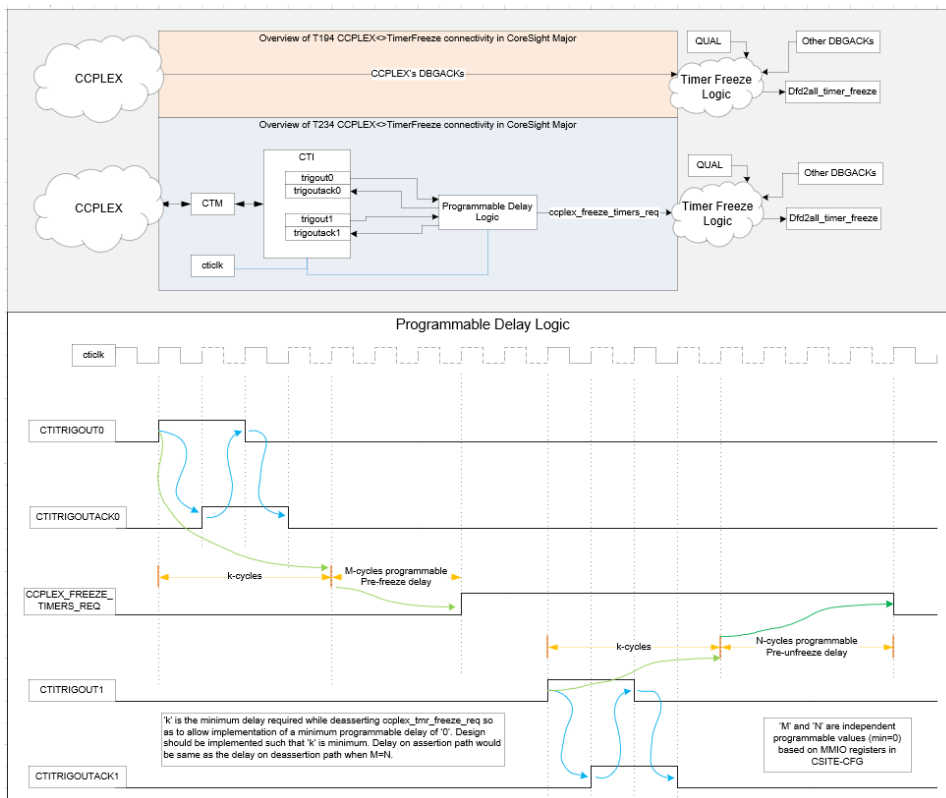 Overview of T194 CCPLEX<>TimerFreeze connectivity in CoreSight Major
CCPLEX
CCPLEX's DBGACKs
QUAL
Other DBGACKs
Timer Freeze
Logic
Dfd2all_timer_freeze
Overview of T234 CCPLEX<>TimerFreeze connectivity in CoreSight Major
CCPLEX
CTM
CTI
trigout0
trigoutack0
trigout1
trigoutack1
cticlk
Programmable Delay
Logic
ccplex_freeze_timers_req
QUAL
Other DBGACKs
Timer Freeze
Logic
Dfd2all_timer_freeze
Programmable Delay Logic
cticlk
CTITRIGOUT0
CTITRIGOUTACK0
k-cycles
M-cycles programmable
Pre-freeze delay
CCPLEX_FREEZE_
TIMERS_REQ
k-cycles
N-cycles programmable
Pre-unfreeze delay
CTITRIGOUT1
'k' is the minimum delay required while deasserting ccplex_tmr_freeze_req so
as to allow implementation of a minimum programmable delay of '0'. Design
should be implemented such that 'k' is minimum. Delay on assertion path would
be same as the delay on deassertion path when M=N.
'M' and 'N' are independent
programmable values (min=0)
based on MMIO registers in
CSITE-CFG
CTITRIGOUTACK1